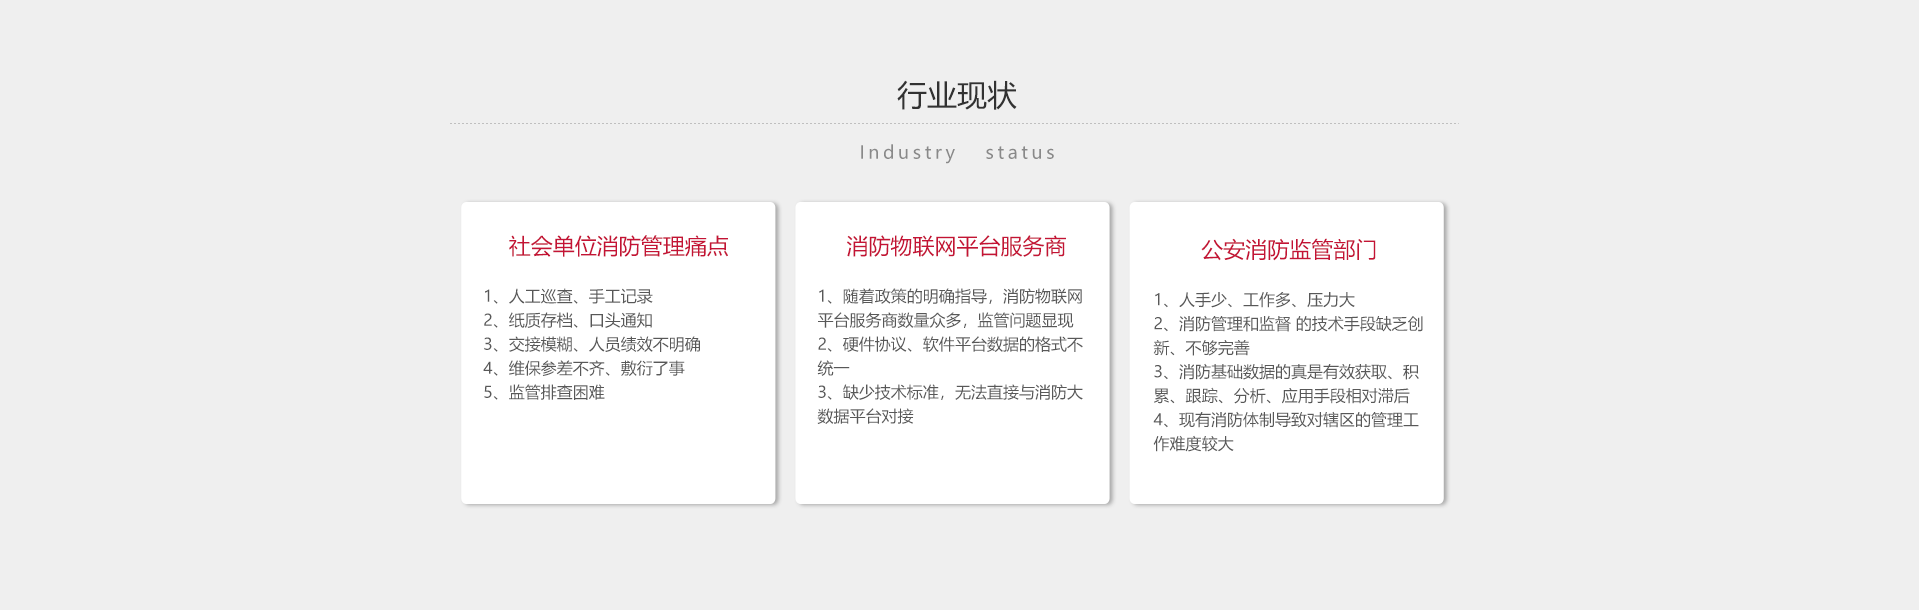 行业现状
Industry status
社会单位消防管理痛点
1、人工巡查、手工记录
2、纸质存档、口头通知
3、交接模糊、人员绩效不明确
4、维保参差不齐、敷衍了事
5、监管排查困难
消防物联网平台服务商
1、随着政策的明确指导，消防物联网
平台服务商数量众多，监管问题显现
2、硬件协议、软件平台数据的格式不
统一
3、缺少技术标准，无法直接与消防大
数据平台对接
公安消防监管部门
1、人手少、工作多、压力大
2、消防管理和监督 的技术手段缺乏创
新、不够完善
3、消防基础数据的真是有效获取、积
累、跟踪、分析、应用手段相对滞后
4、现有消防体制导致对辖区的管理工
作难度较大